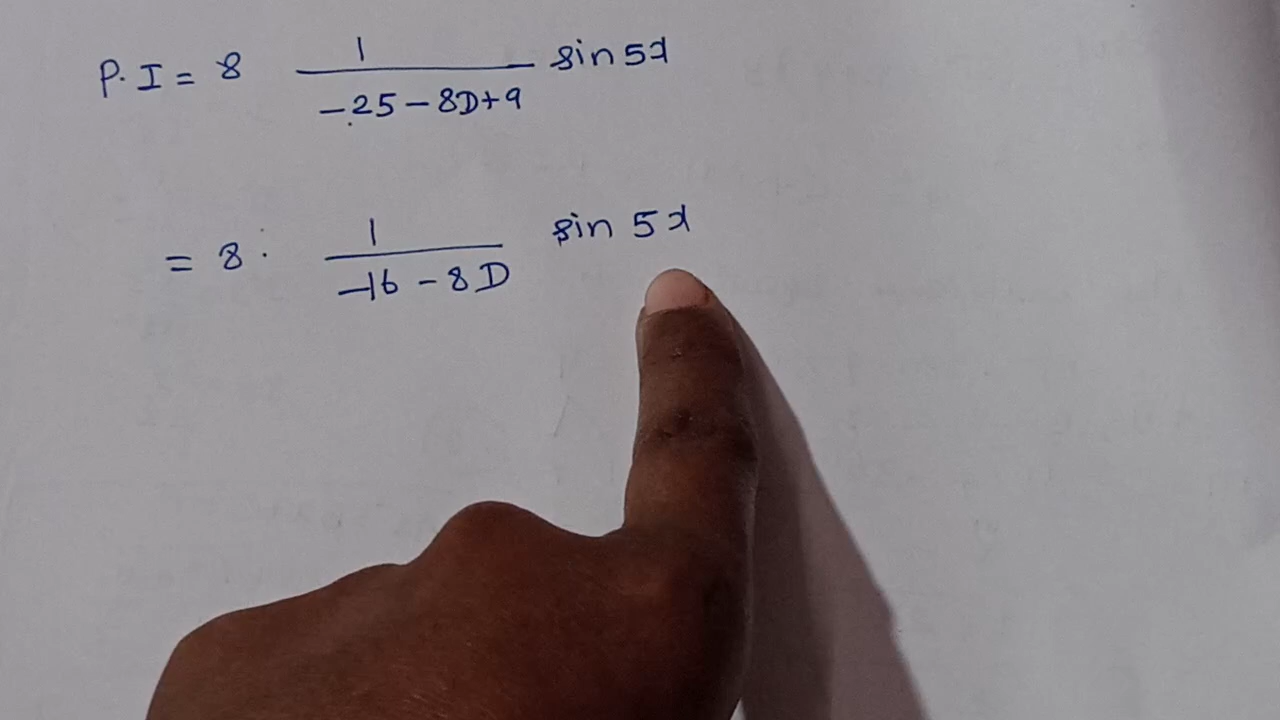 P.I = 8 1/(-25 - 8D + 9) sin 5x
= 8 . 1/(-16 - 8D) sin 5x